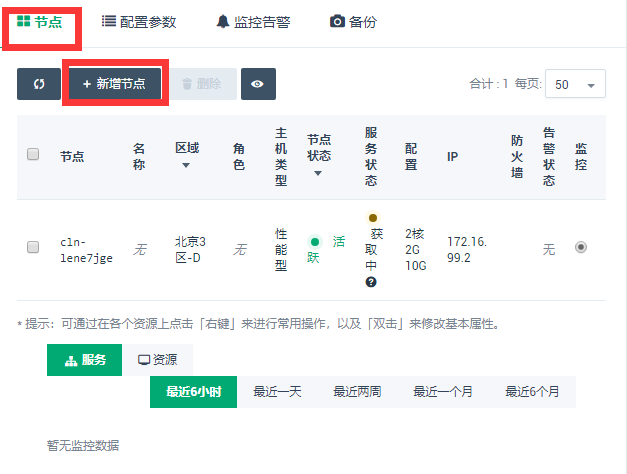 节点 配置参数 监控告警 备份
+ 新增节点 删除 合计 : 1 每页: 50
节点 名称 区域 角色 主机类型 节点状态 服务状态 配置 IP 防火墙 告警状态 监控
cln-lene7jge 无 北京3区-D 无 性能型 活跃 获取中 2核2G10G 172.16.99.2 无
* 提示：可通过在各个资源上点击「右键」来进行常用操作，以及「双击」来修改基本属性。
服务 资源
最近6小时 最近一天 最近两周 最近一个月 最近6个月
暂无监控数据